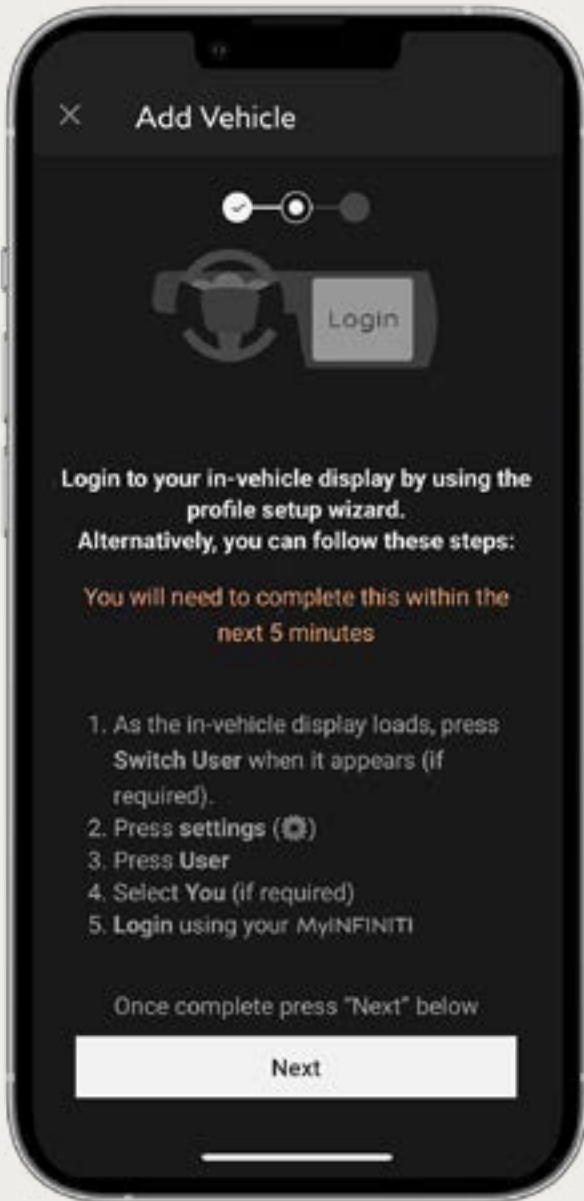 Add Vehicle
Login
Login to your in-vehicle display by using the
profile setup wizard.
Alternatively, you can follow these steps:
You will need to complete this within the
next 5 minutes
1. As the in-vehicle display loads, press
Switch User when it appears (if
required).
2. Press settings (⚙)
3. Press User
4. Select You (if required)
5. Login using your MyINFINITI
Once complete press "Next" below
Next